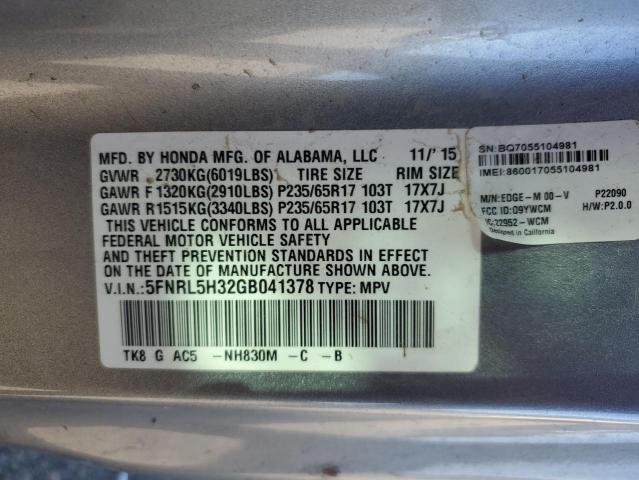 MFD. BY HONDA MFG. OF ALABAMA, LLC 11/'15
GVWR 2730KG(6019LBS) TIRE SIZE RIM SIZE
GAWR F 1320KG(2910LBS) P235/65R17 103T 17X7J
GAWR R1515KG(3340LBS) P235/65R17 103T 17X7J
THIS VEHICLE CONFORMS TO ALL APPLICABLE
FEDERAL MOTOR VEHICLE SAFETY
AND THEFT PREVENTION STANDARDS IN EFFECT
ON THE DATE OF MANUFACTURE SHOWN ABOVE.
V.I.N.:5FNRL5H32GB041378 TYPE: MPV
TK8 G AC5 -NH830M -C -B
SN:BQ7055104981
IMEI:860017055104981
M/N:EDGE-M 00-V P22090
FCC ID:O9YWCM H/W:P2.0.0
IC:22952-WCM
Designed in California